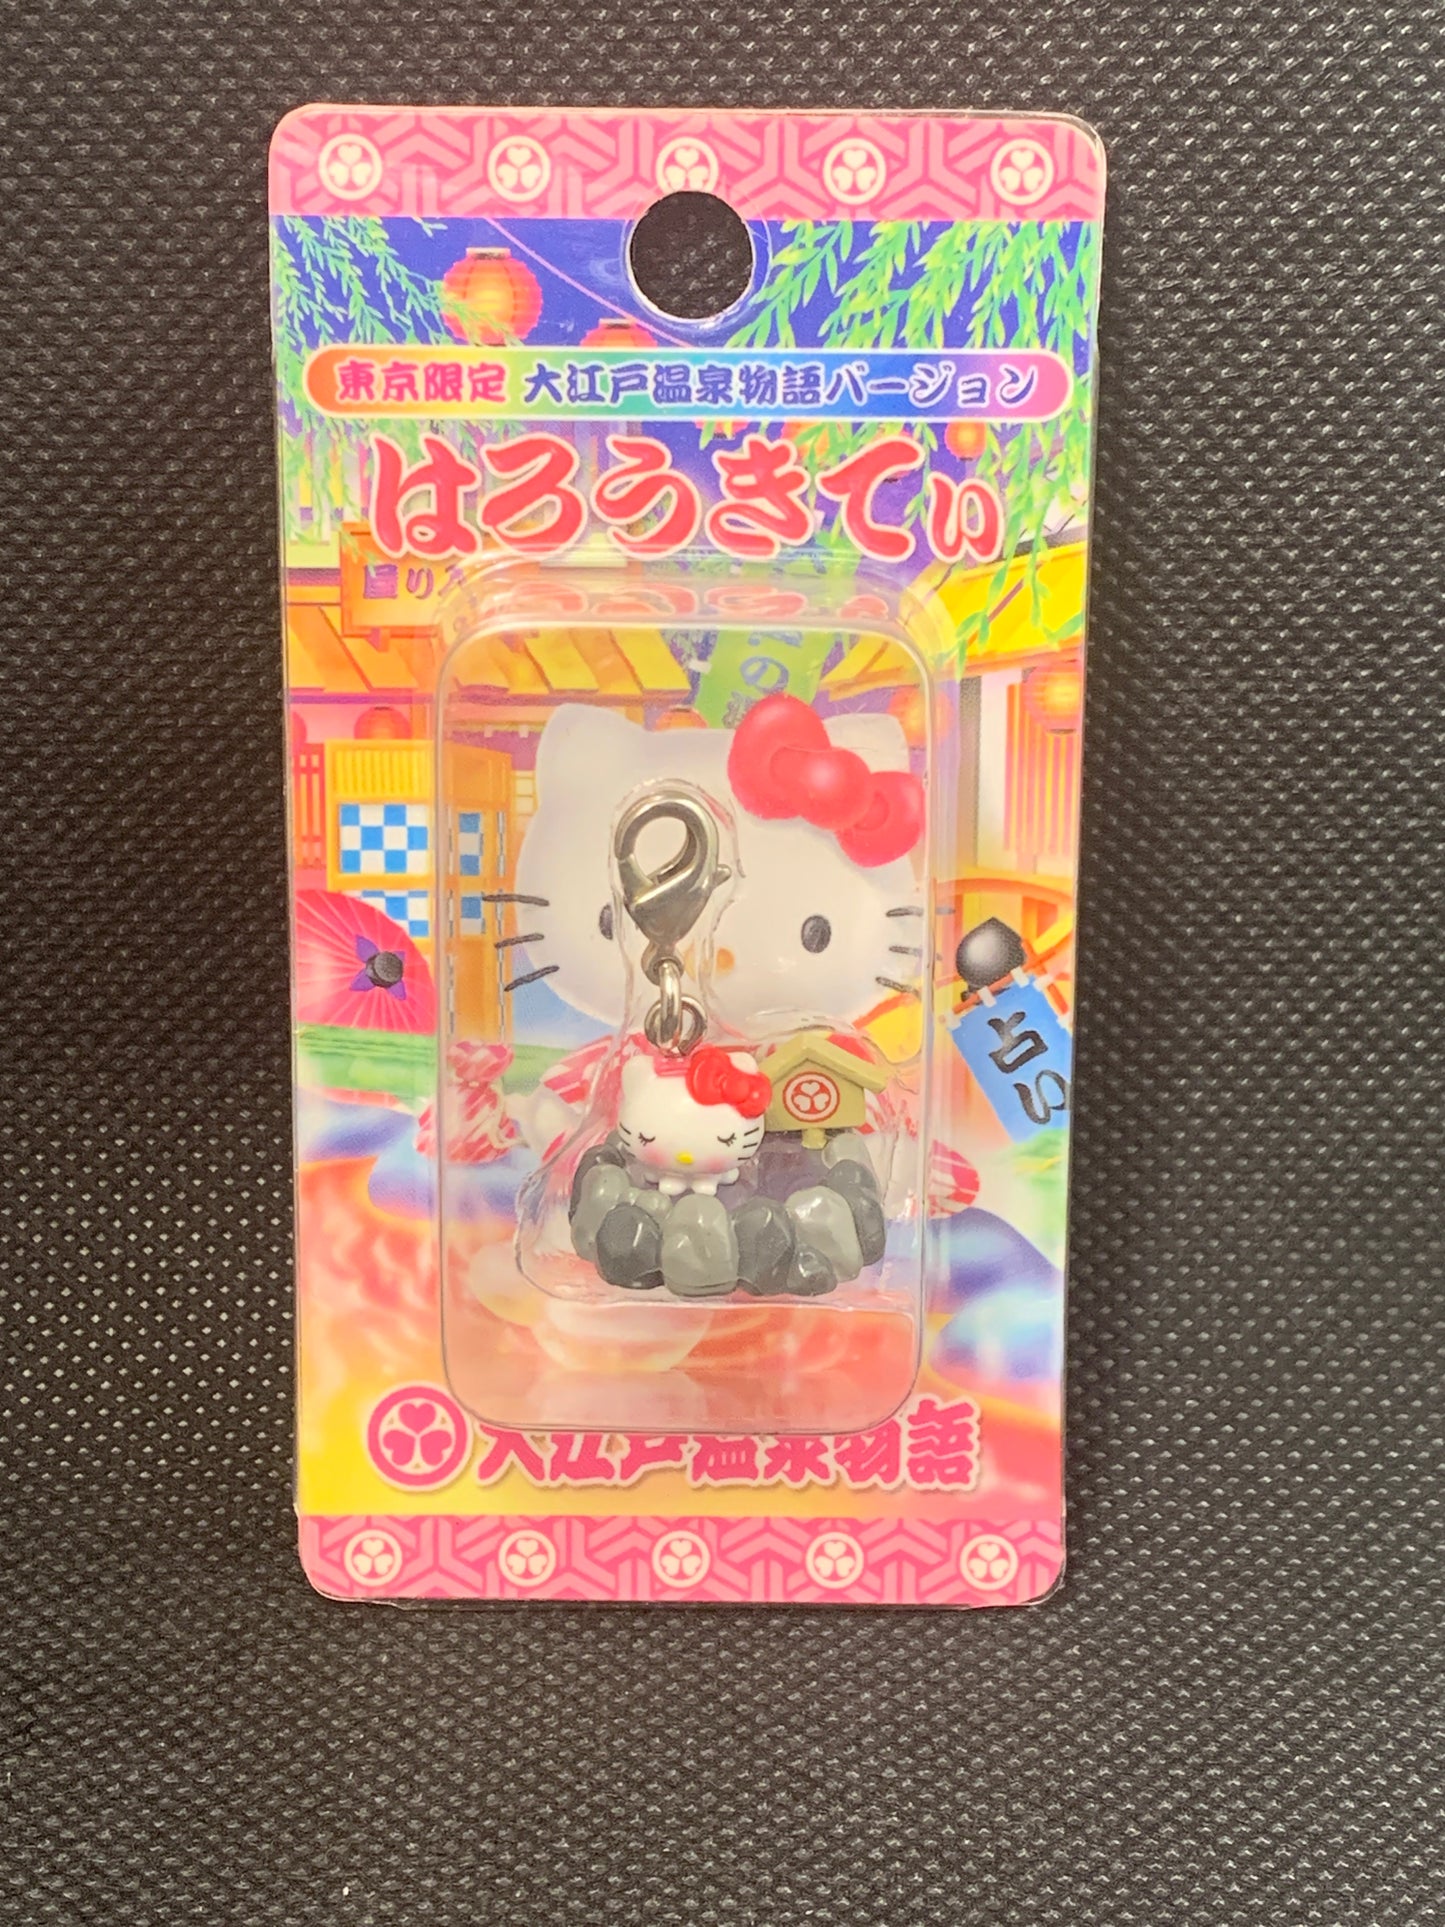 東京限定 大江戸温泉物語バージョン
はろうきてぃ
占い
大江戸温泉物語